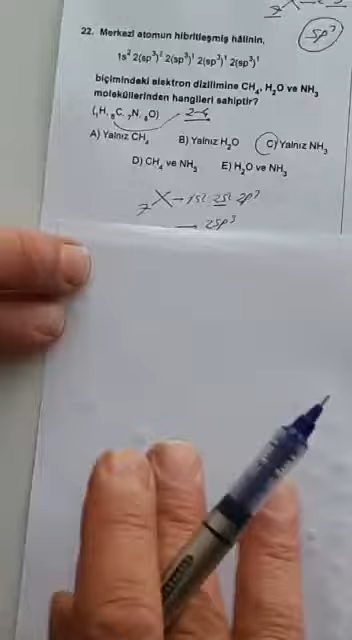 sp³
22. Merkezi atomun hibritleşmiş hâlinin,
1s² 2(sp³)² 2(sp³)¹ 2(sp³)¹ 2(sp³)¹
biçimindeki elektron dizilimine CH₄, H₂O ve NH₃
moleküllerinden hangileri sahiptir?
(₁H, ₆C, ₇N, ₈O)
A) Yalnız CH₄ B) Yalnız H₂O C) Yalnız NH₃
D) CH₄ ve NH₃ E) H₂O ve NH₃
₇X → 1s² 2s² 2p³
2sp³